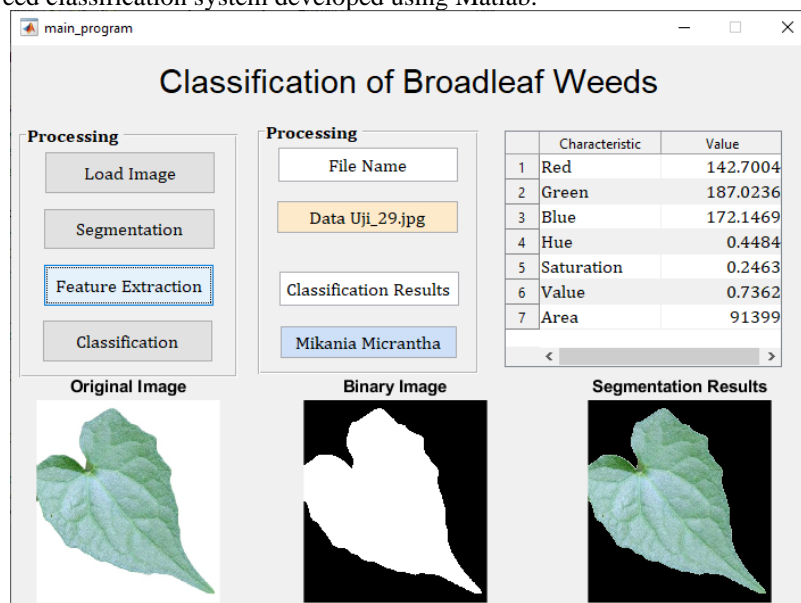 eed classification system developed using Matlab.
main_program
Classification of Broadleaf Weeds
Processing
Load Image
Segmentation
Feature Extraction
Classification
Processing
File Name
Data Uji_29.jpg
Classification Results
Mikania Micrantha
Characteristic Value
1 Red 142.7004
2 Green 187.0236
3 Blue 172.1469
4 Hue 0.4484
5 Saturation 0.2463
6 Value 0.7362
7 Area 91399
Original Image
Binary Image
Segmentation Results